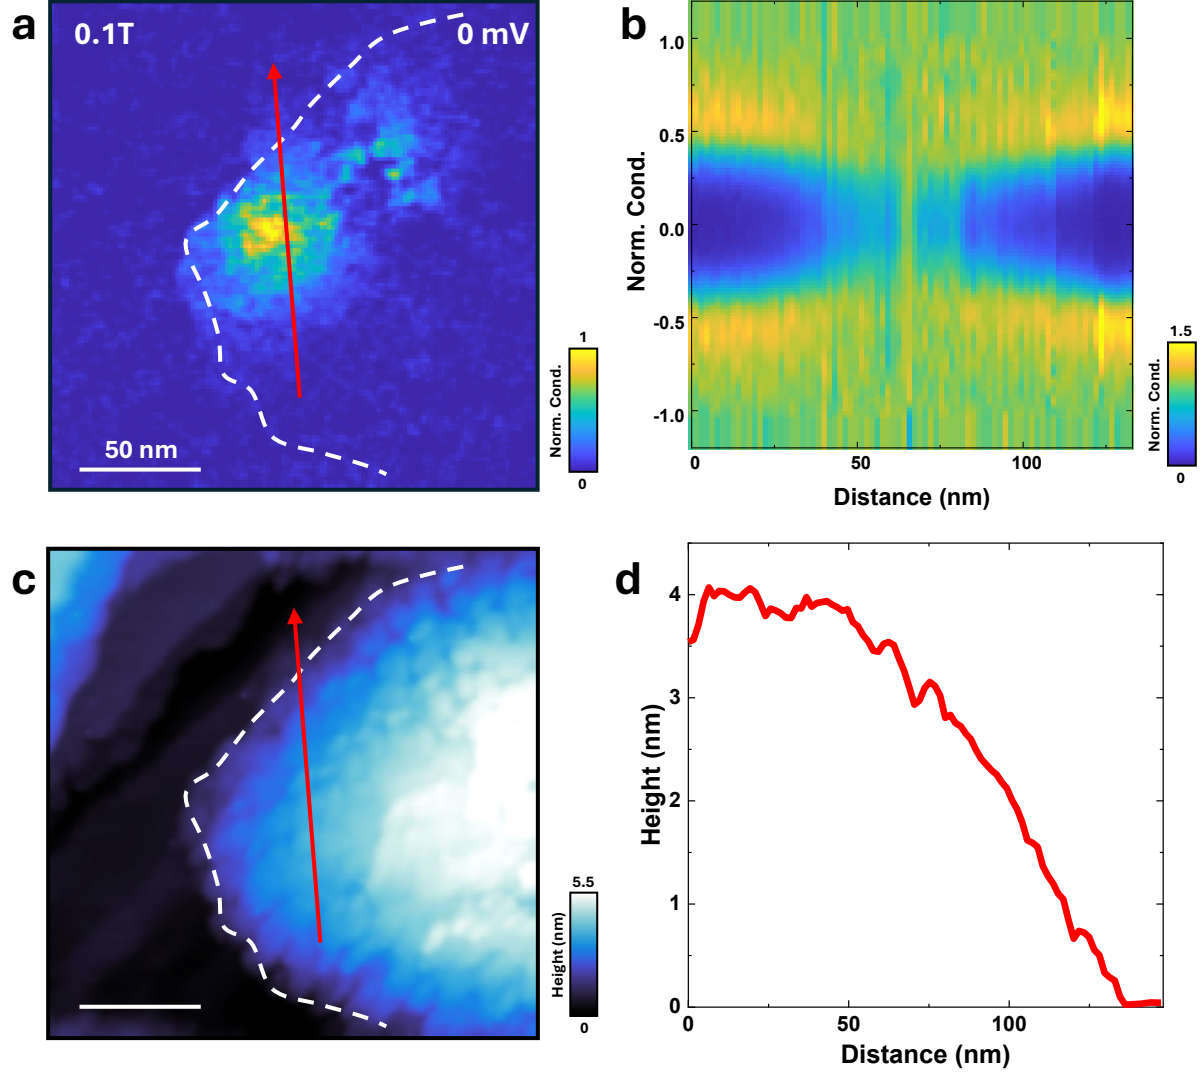 a
0.1T
0 mV
50 nm
1
Norm. Cond.
0
b
1.0
0.5
0.0
-0.5
-1.0
Norm. Cond.
0
50
100
Distance (nm)
1.5
Norm. Cond.
0
c
5.5
Height (nm)
0
d
4
3
2
1
0
Height (nm)
0
50
100
Distance (nm)